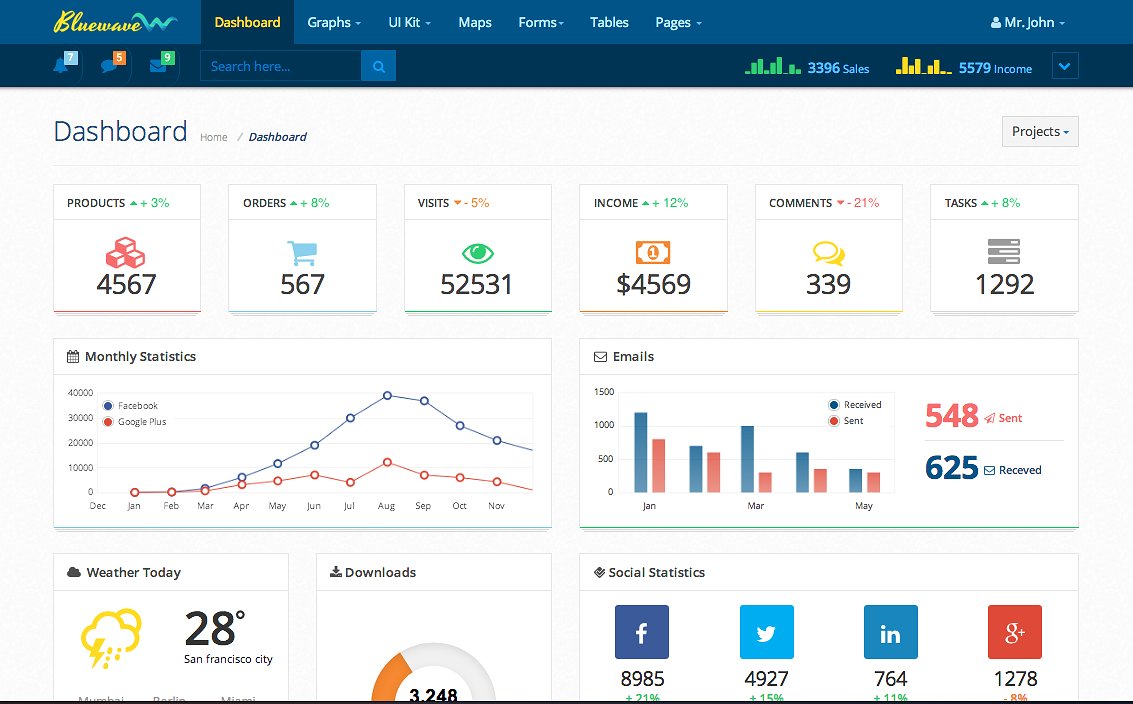 Bluewave Dashboard Graphs UI Kit Maps Forms Tables Pages Mr. John
7 5 9 Search here... 3396 Sales 5579 Income
Dashboard Home / Dashboard Projects
PRODUCTS + 3% ORDERS + 8% VISITS - 5% INCOME + 12% COMMENTS - 21% TASKS + 8%
4567 567 52531 $4569 339 1292
Monthly Statistics
40000
30000
20000
10000
0
Facebook
Google Plus
Dec Jan Feb Mar Apr May Jun Jul Aug Sep Oct Nov
Emails
1500
1000
500
0
Received
Sent
Jan Mar May
548 Sent
625 Receved
Weather Today
28°
San francisco city
Mumbai Berlin Miami
Downloads
3,248
Social Statistics
f in g+
8985 4927 764 1278
+ 21% + 15% + 11% - 8%